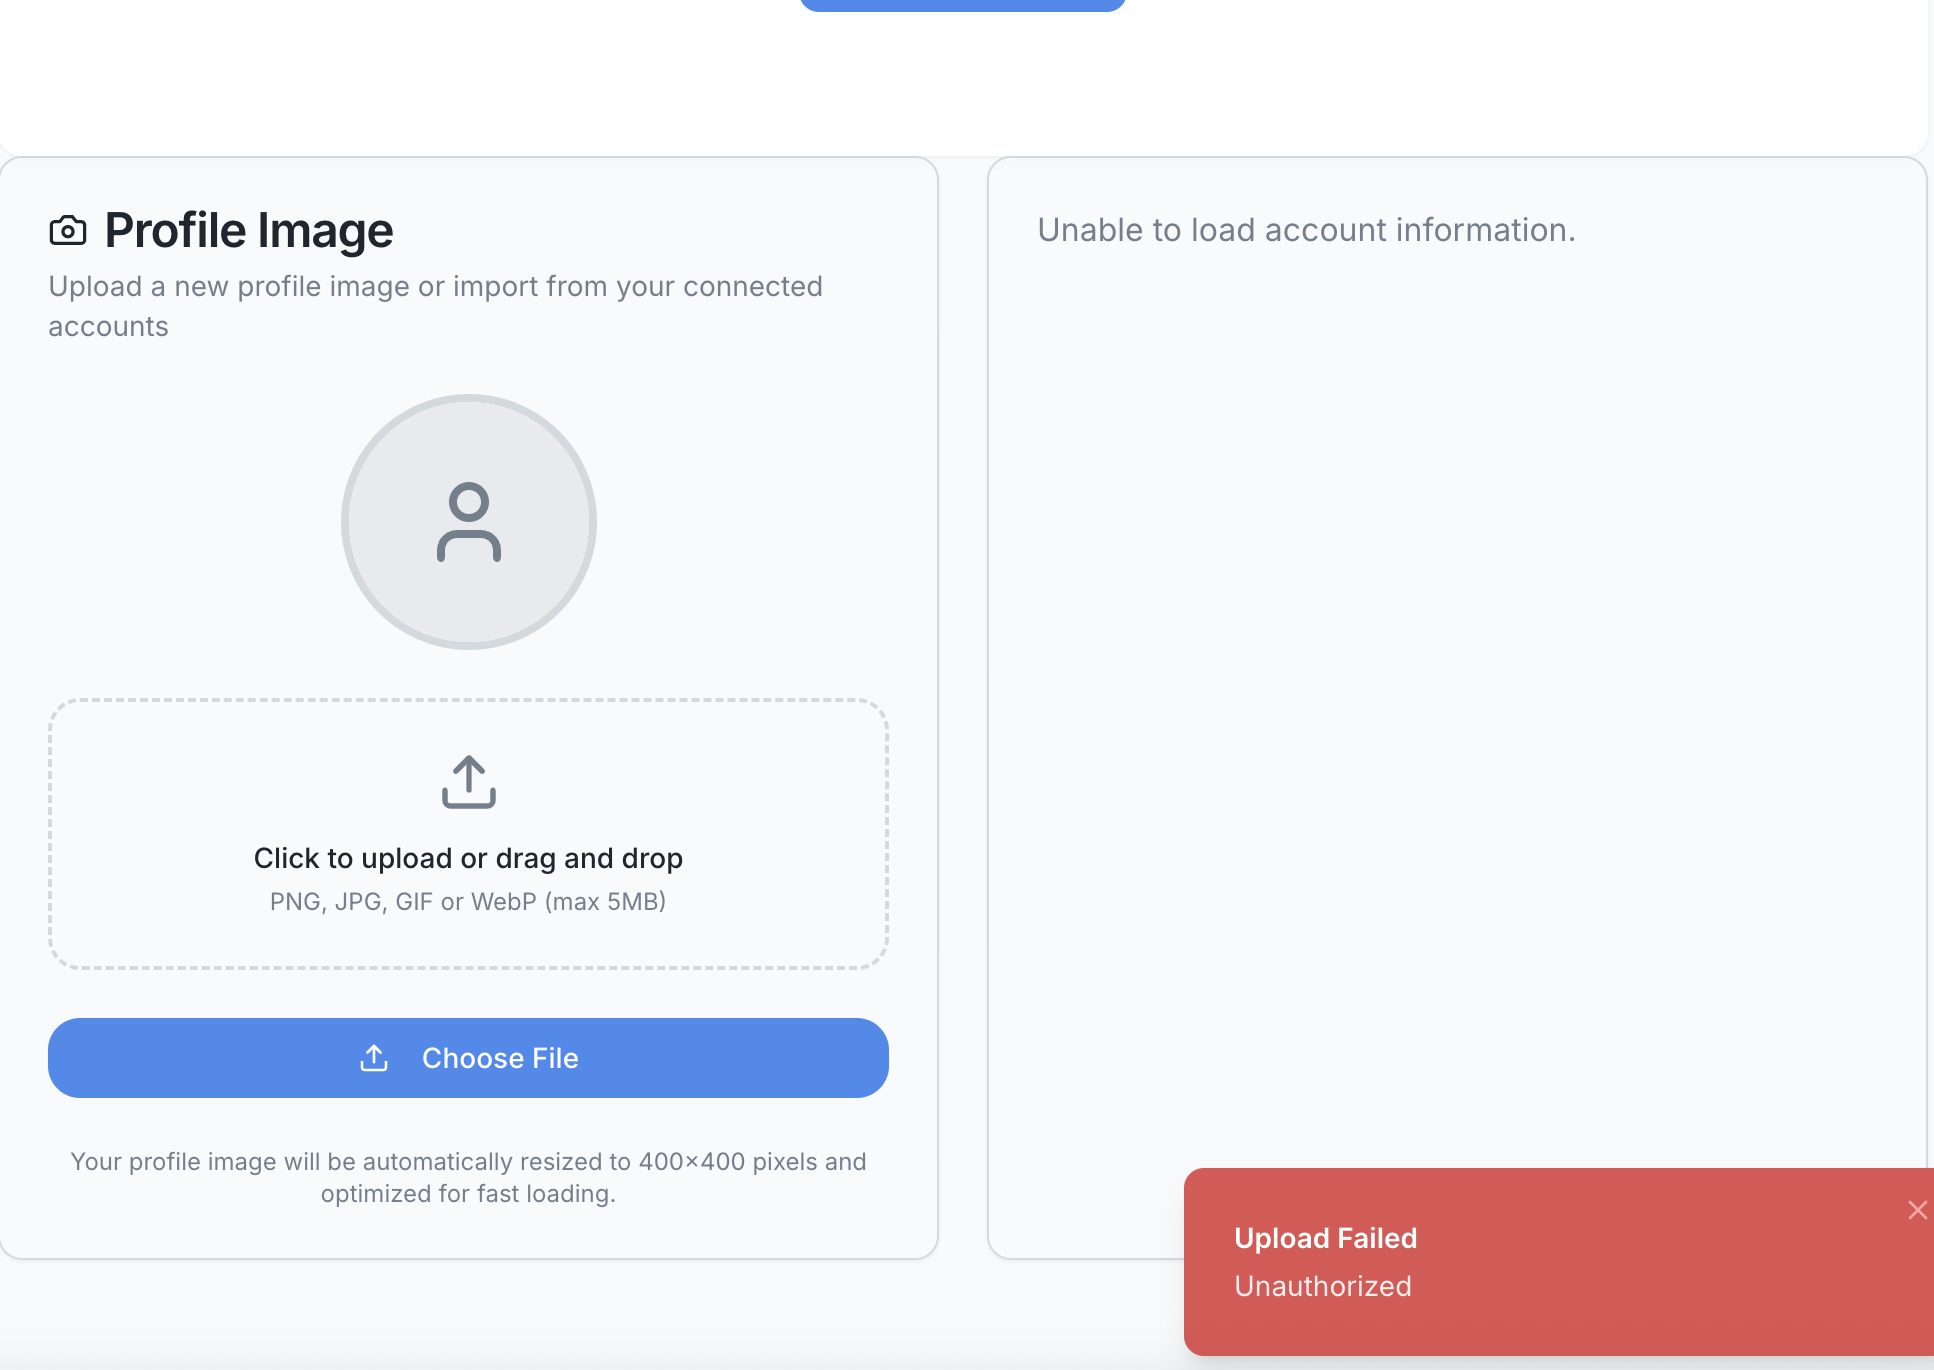 Profile Image
Upload a new profile image or import from your connected
accounts
Click to upload or drag and drop
PNG, JPG, GIF or WebP (max 5MB)
Choose File
Your profile image will be automatically resized to 400×400 pixels and
optimized for fast loading.
Unable to load account information.
Upload Failed
Unauthorized